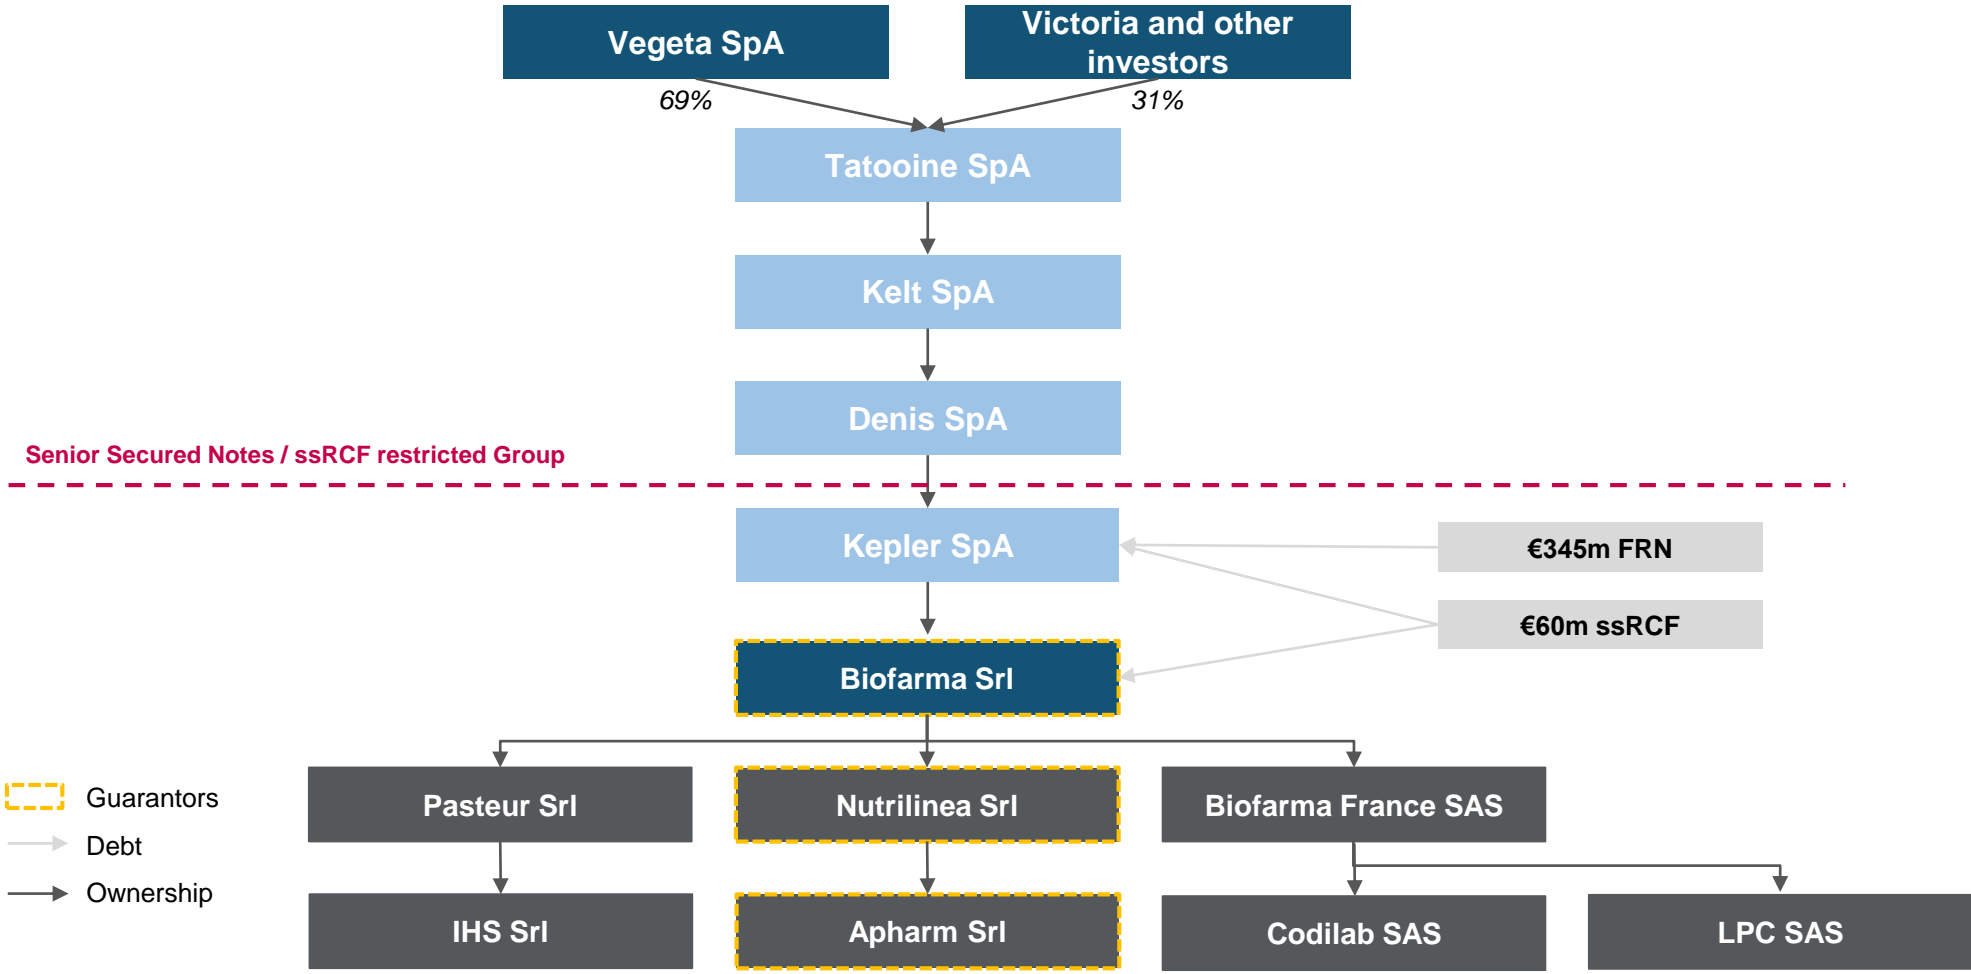 Vegeta SpA
Victoria and other
investors
69%
31%
Tatooine SpA
Kelt SpA
Denis SpA
Senior Secured Notes / ssRCF restricted Group
Kepler SpA
€345m FRN
€60m ssRCF
Biofarma Srl
Guarantors
Debt
Ownership
Pasteur Srl
Nutrilinea Srl
Biofarma France SAS
IHS Srl
Apharm Srl
Codilab SAS
LPC SAS